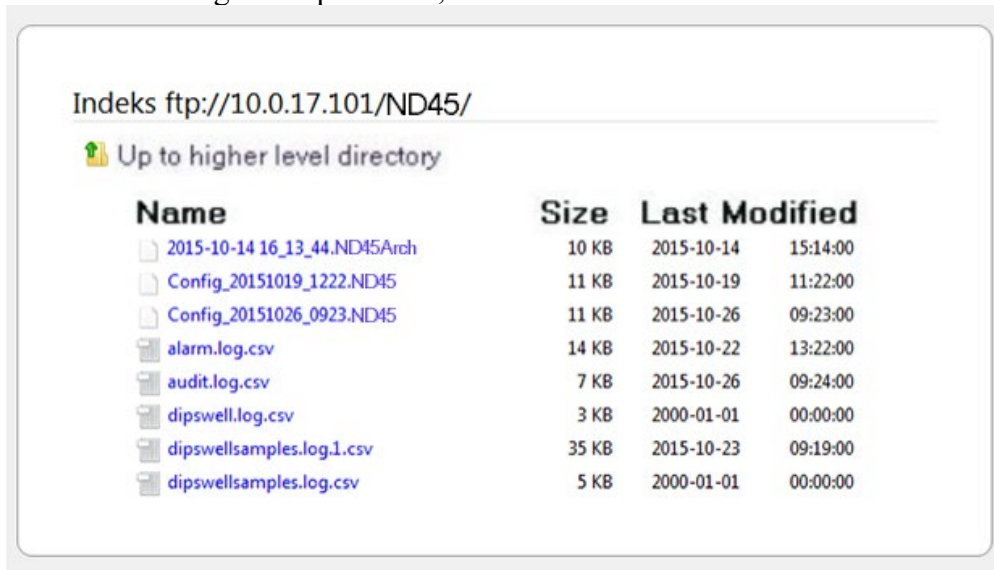 Indeks ftp://10.0.17.101/ND45/
Up to higher level directory
Name Size Last Modified
2015-10-14 16_13_44.ND45Arch 10 KB 2015-10-14 15:14:00
Config_20151019_1222.ND45 11 KB 2015-10-19 11:22:00
Config_20151026_0923.ND45 11 KB 2015-10-26 09:23:00
alarm.log.csv 14 KB 2015-10-22 13:22:00
audit.log.csv 7 KB 2015-10-26 09:24:00
dipswell.log.csv 3 KB 2000-01-01 00:00:00
dipswellsamples.log.1.csv 35 KB 2015-10-23 09:19:00
dipswellsamples.log.csv 5 KB 2000-01-01 00:00:00